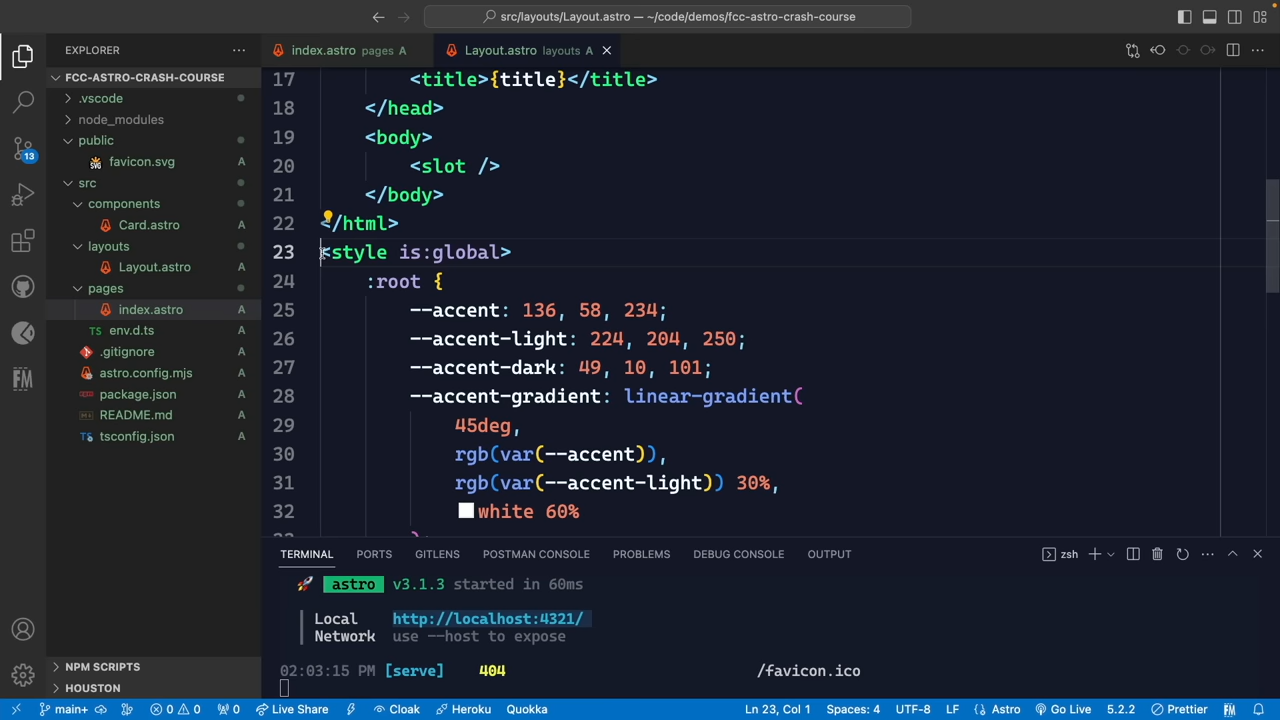 src/layouts/Layout.astro — ~/code/demos/fcc-astro-crash-course
EXPLORER
index.astro pages A
Layout.astro layouts A
FCC-ASTRO-CRASH-COURSE
.vscode
node_modules
public
favicon.svg A
src
components
Card.astro A
layouts
Layout.astro A
pages
index.astro A
TS env.d.ts A
.gitignore A
astro.config.mjs A
package.json A
README.md A
tsconfig.json A
NPM SCRIPTS
HOUSTON
13
FM
17 <title>{title}</title>
18 </head>
19 <body>
20 <slot />
21 </body>
22 </html>
23 <style is:global>
24 :root {
25 --accent: 136, 58, 234;
26 --accent-light: 224, 204, 250;
27 --accent-dark: 49, 10, 101;
28 --accent-gradient: linear-gradient(
29 45deg,
30 rgb(var(--accent)),
31 rgb(var(--accent-light)) 30%,
32 white 60%
TERMINAL PORTS GITLENS POSTMAN CONSOLE PROBLEMS DEBUG CONSOLE OUTPUT zsh
astro v3.1.3 started in 60ms
Local http://localhost:4321/
Network use --host to expose
02:03:15 PM [serve] 404 /favicon.ico
main+ 0 0 0 Live Share Cloak Heroku Quokka Ln 23, Col 1 Spaces: 4 UTF-8 LF {} Astro Go Live 5.2.2 Prettier FM